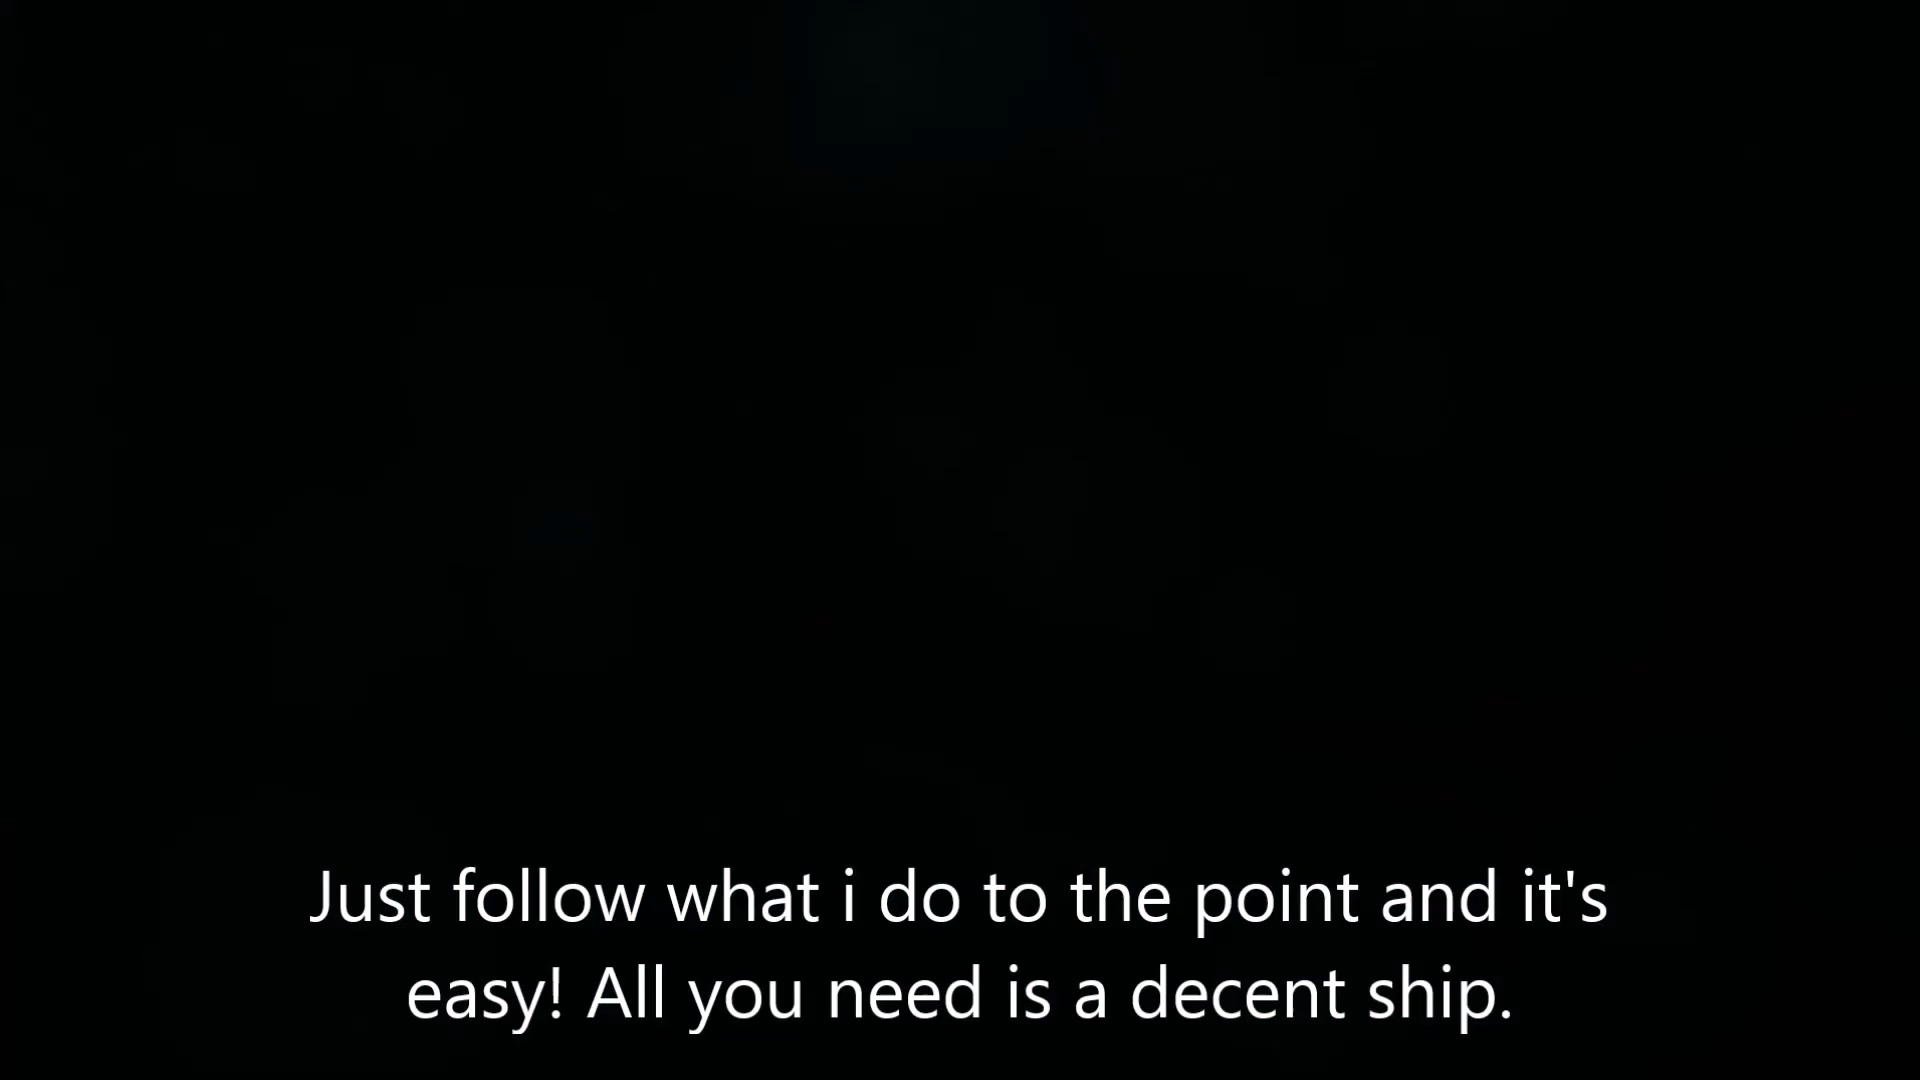 Just follow what i do to the point and it's
easy! All you need is a decent ship.